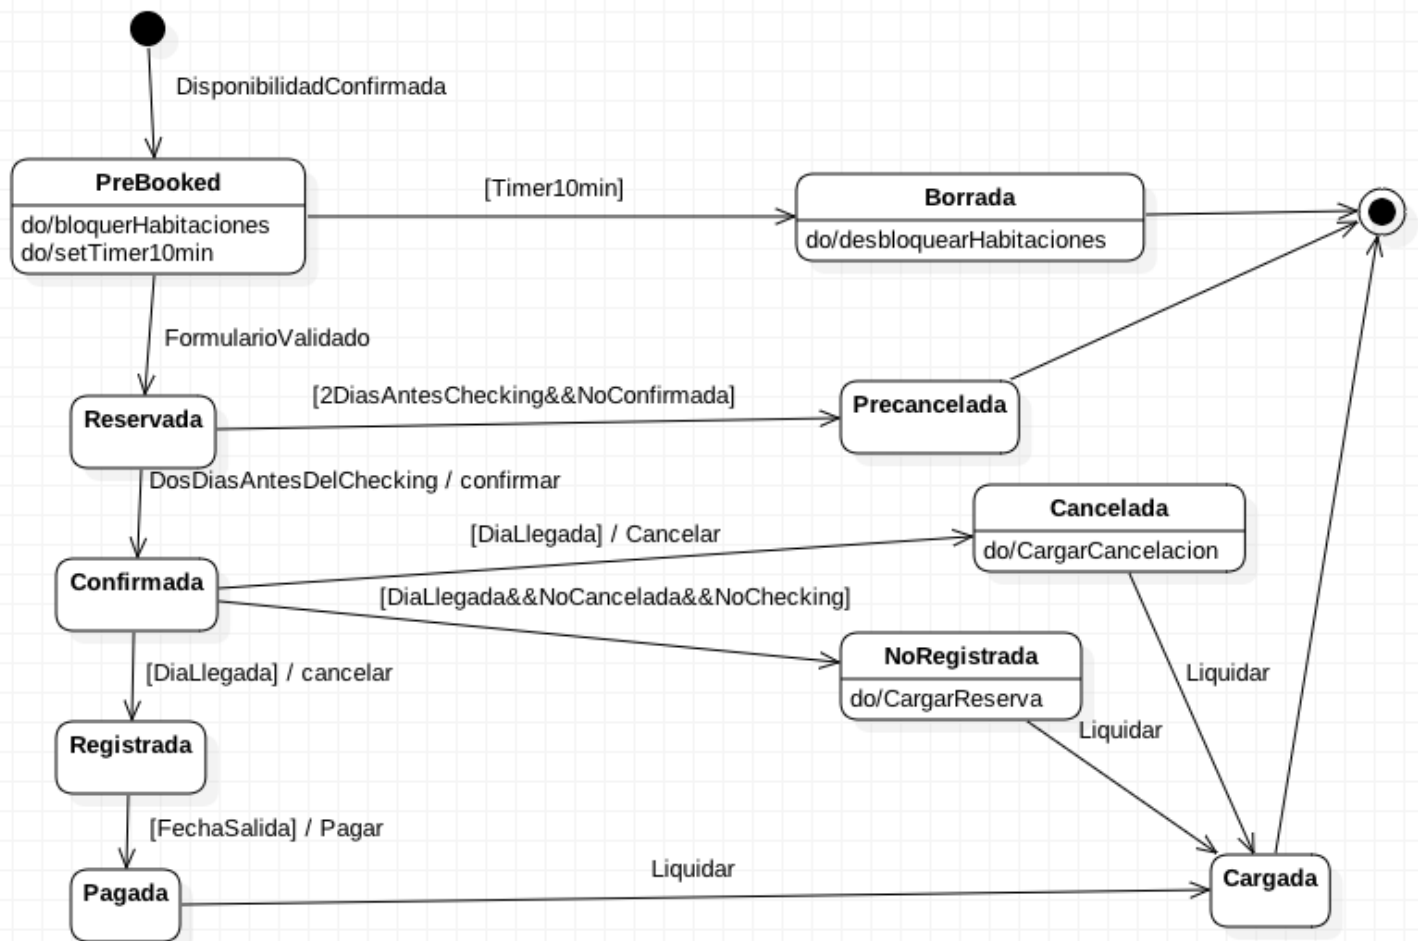 DisponibilidadConfirmada
PreBooked
do/bloquerHabitaciones
do/setTimer10min
[Timer10min]
Borrada
do/desbloquearHabitaciones
FormularioValidado
Reservada
[2DiasAntesChecking&&NoConfirmada]
Precancelada
DosDiasAntesDelChecking / confirmar
Confirmada
[DiaLlegada] / Cancelar
Cancelada
do/CargarCancelacion
[DiaLlegada&&NoCancelada&&NoChecking]
NoRegistrada
do/CargarReserva
Liquidar
Liquidar
[DiaLlegada] / cancelar
Registrada
[FechaSalida] / Pagar
Pagada
Liquidar
Cargada